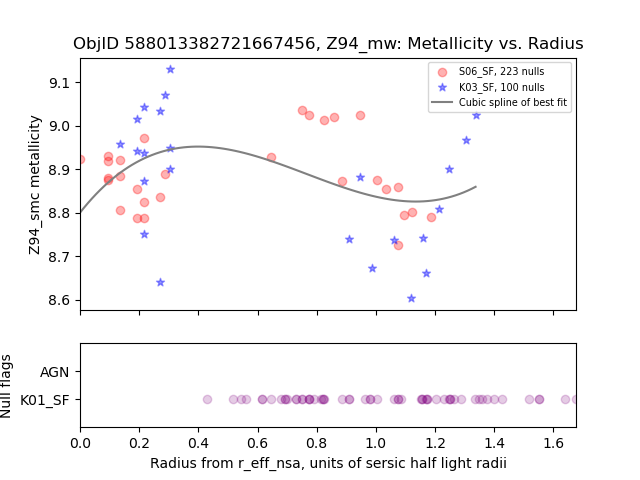 ObjID 588013382721667456, Z94_mw: Metallicity vs. Radius
S06_SF, 223 nulls
K03_SF, 100 nulls
Cubic spline of best fit
Z94_smc metallicity
9.1
9.0
8.9
8.8
8.7
8.6
Null flags
AGN
K01_SF
0.0 0.2 0.4 0.6 0.8 1.0 1.2 1.4 1.6
Radius from r_eff_nsa, units of sersic half light radii